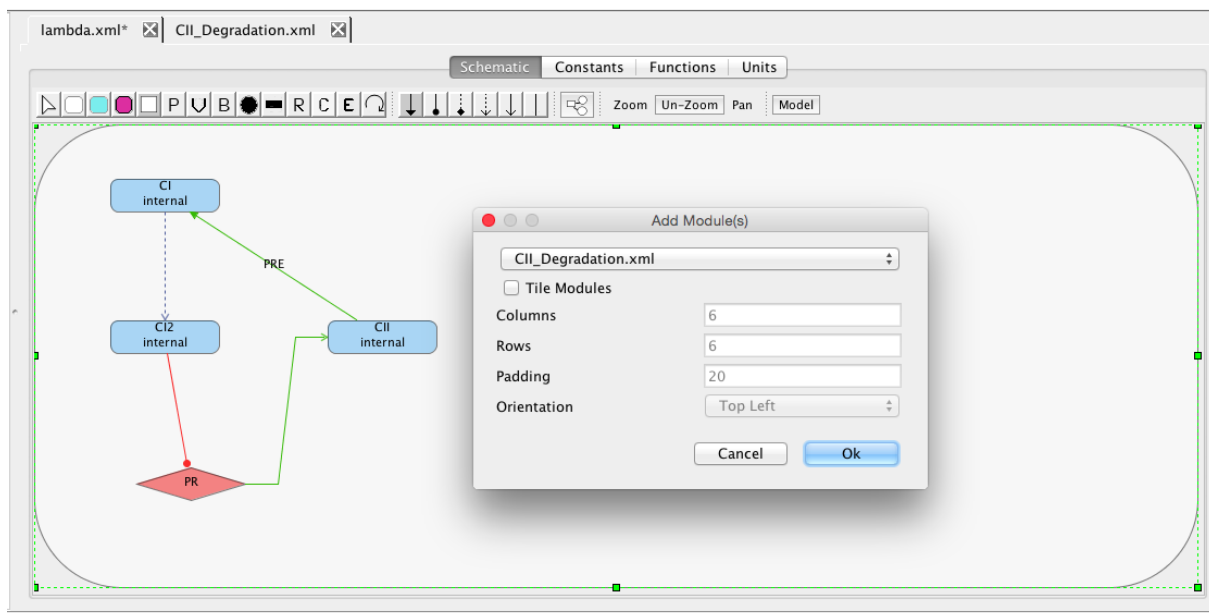 lambda.xml* CII_Degradation.xml
Schematic Constants Functions Units
P V B R C E Zoom Un-Zoom Pan Model
CI
internal
PRE
CI2
internal
CII
internal
PR
Add Module(s)
CII_Degradation.xml
Tile Modules
Columns 6
Rows 6
Padding 20
Orientation Top Left
Cancel Ok